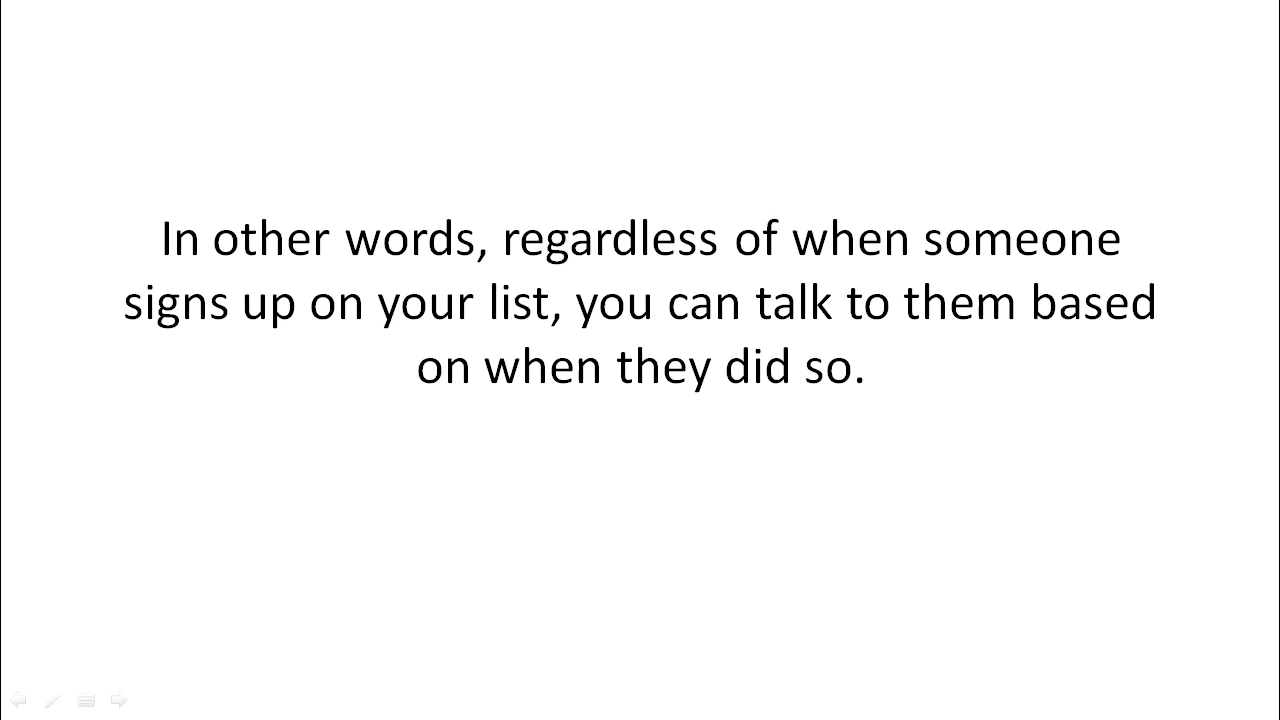 In other words, regardless of when someone
signs up on your list, you can talk to them based
on when they did so.